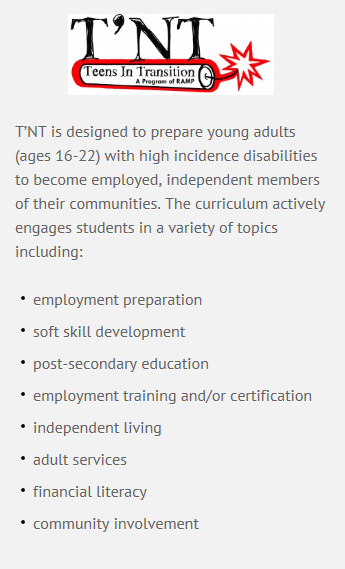 T'NT
Teens In Transition
A Program of RAMP
T'NT is designed to prepare young adults
(ages 16-22) with high incidence disabilities
to become employed, independent members
of their communities. The curriculum actively
engages students in a variety of topics
including:
• employment preparation
• soft skill development
• post-secondary education
• employment training and/or certification
• independent living
• adult services
• financial literacy
• community involvement